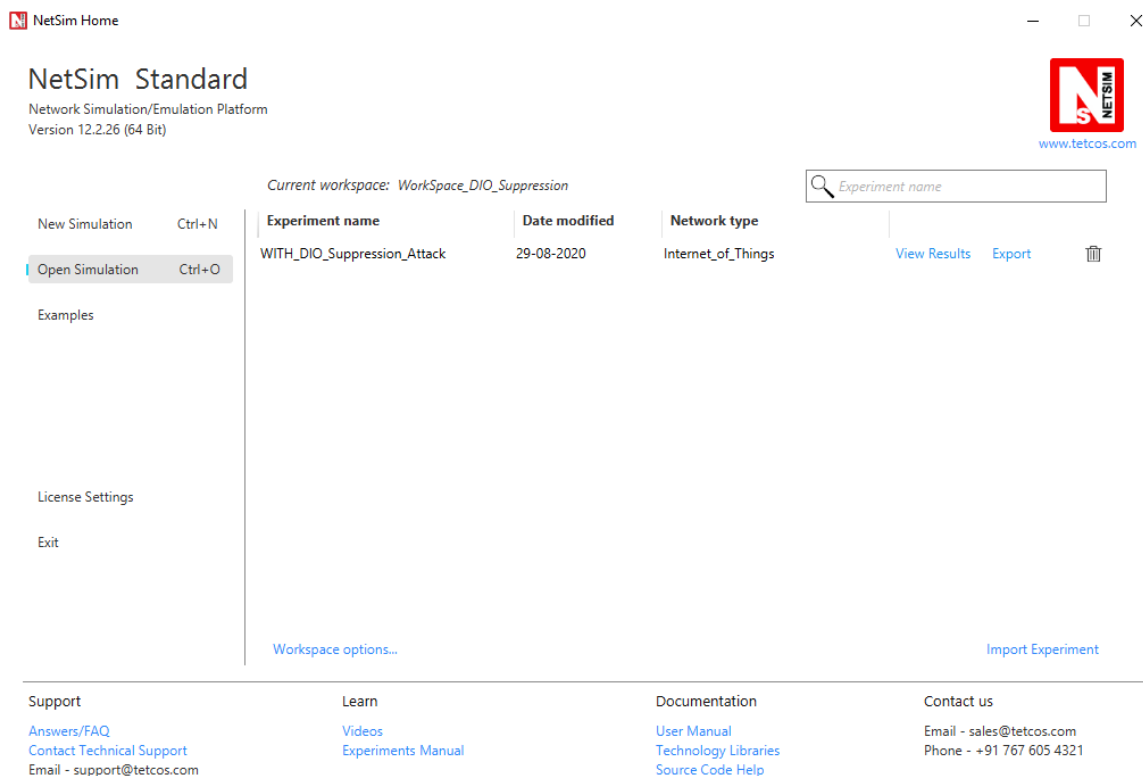 NetSim Home
NetSim Standard
Network Simulation/Emulation Platform
Version 12.2.26 (64 Bit)
N
S
NETSIM
www.tetcos.com
Current workspace: WorkSpace_DIO_Suppression
Experiment name
New Simulation Ctrl+N
Open Simulation Ctrl+O
Examples
License Settings
Exit
Experiment name Date modified Network type
WITH_DIO_Suppression_Attack 29-08-2020 Internet_of_Things View Results Export
Workspace options... Import Experiment
Support
Answers/FAQ
Contact Technical Support
Email - support@tetcos.com
Learn
Videos
Experiments Manual
Documentation
User Manual
Technology Libraries
Source Code Help
Contact us
Email - sales@tetcos.com
Phone - +91 767 605 4321